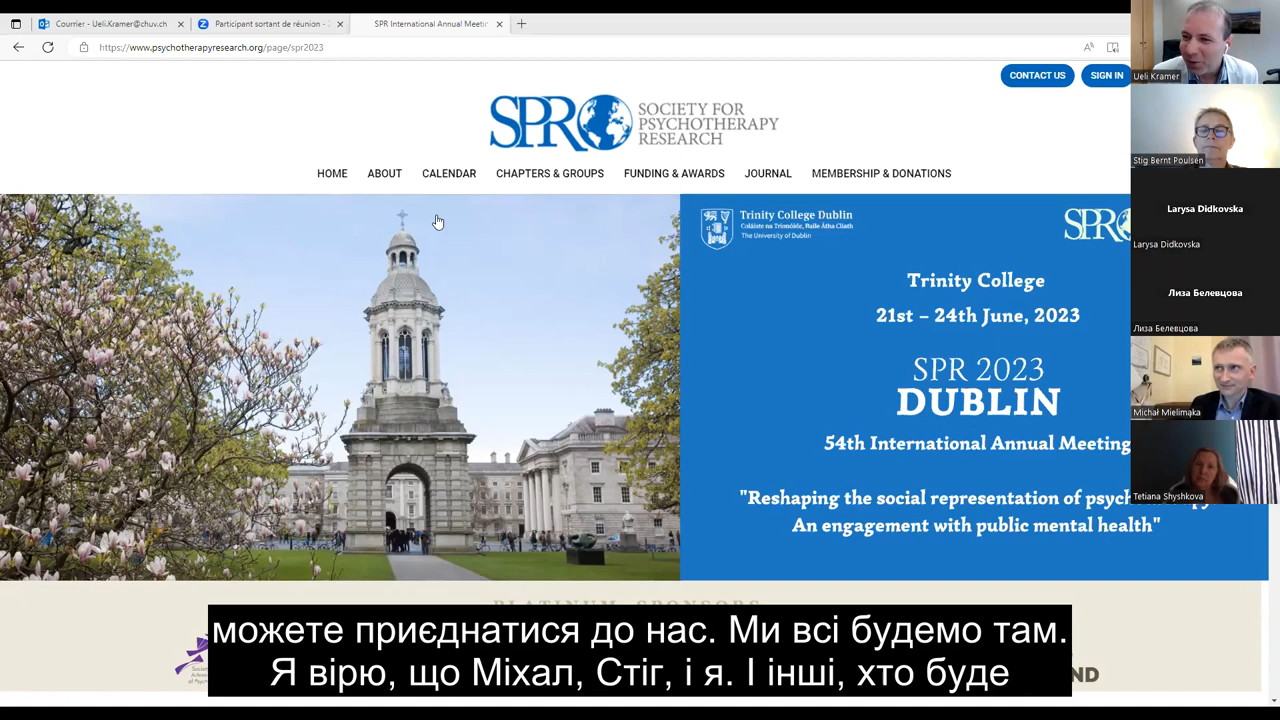 Courrier - Ueli.Kramer@chuv.ch
Participant sortant de réunion -
SPR International Annual Meetin
https://www.psychotherapyresearch.org/page/spr2023
CONTACT US
SIGN IN
SPR
SOCIETY FOR
PSYCHOTHERAPY
RESEARCH
HOME
ABOUT
CALENDAR
CHAPTERS & GROUPS
FUNDING & AWARDS
JOURNAL
MEMBERSHIP & DONATIONS
Trinity College Dublin
Coláiste na Tríonóide, Baile Átha Cliath
The University of Dublin
SPR
Trinity College
21st – 24th June, 2023
SPR 2023
DUBLIN
54th International Annual Meeting
"Reshaping the social representation of psych
An engagement with public mental health"
PLATINUM SPONSORS
Ueli Kramer
Stig Bernt Poulsen
Larysa Didkovska
Larysa Didkovska
Лиза Белевцова
Лиза Белевцова
Michał Mielimąka
Tetiana Shyshkova
можете приєднатися до нас. Ми всі будемо там.
Я вірю, що Міхал, Стіг, і я. І інші, хто буде